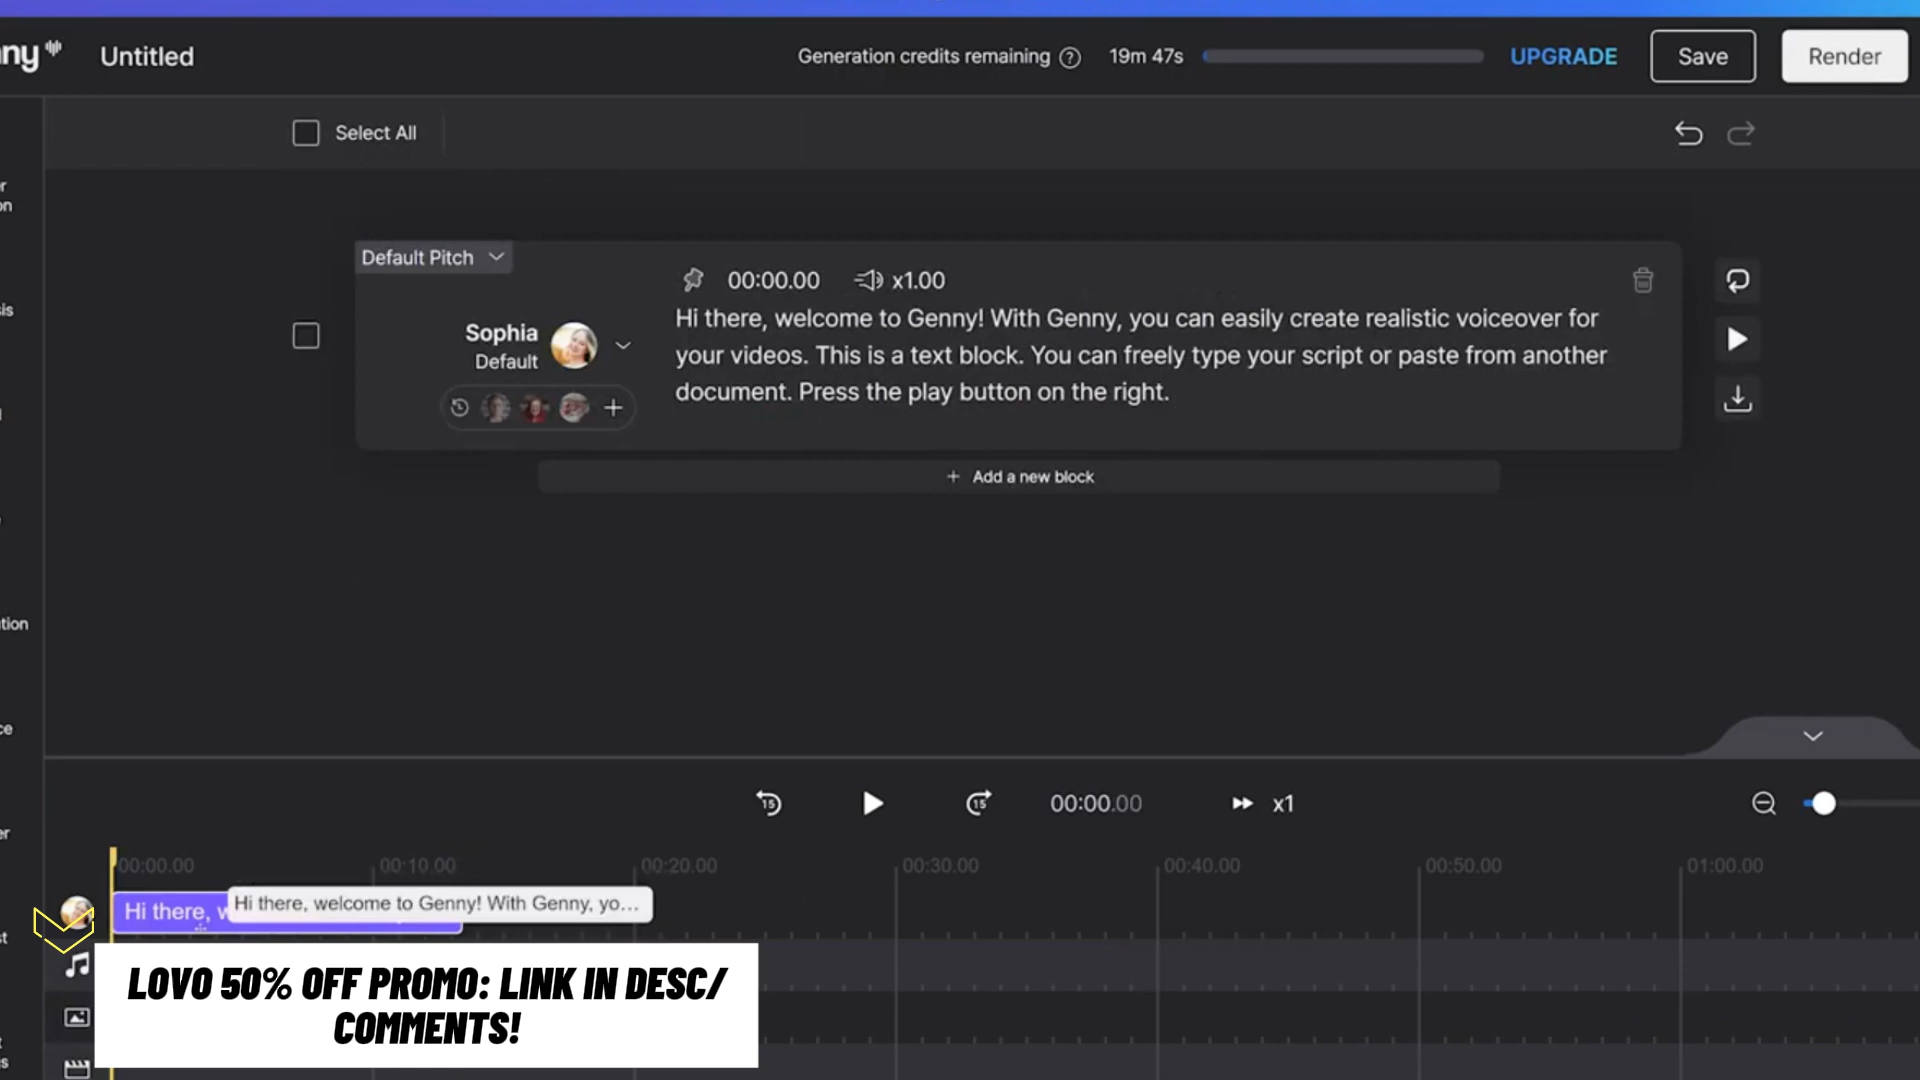 Untitled
Generation credits remaining
19m 47s
UPGRADE
Save
Render
Select All
Default Pitch
00:00.00
x1.00
Sophia
Default
Hi there, welcome to Genny! With Genny, you can easily create realistic voiceover for
your videos. This is a text block. You can freely type your script or paste from another
document. Press the play button on the right.
+ Add a new block
15
15
00:00.00
x1
00:00.00
00:10.00
00:20.00
00:30.00
00:40.00
00:50.00
01:00.00
Hi there, w
Hi there, welcome to Genny! With Genny, yo...
LOVO 50% OFF PROMO: LINK IN DESC/
COMMENTS!